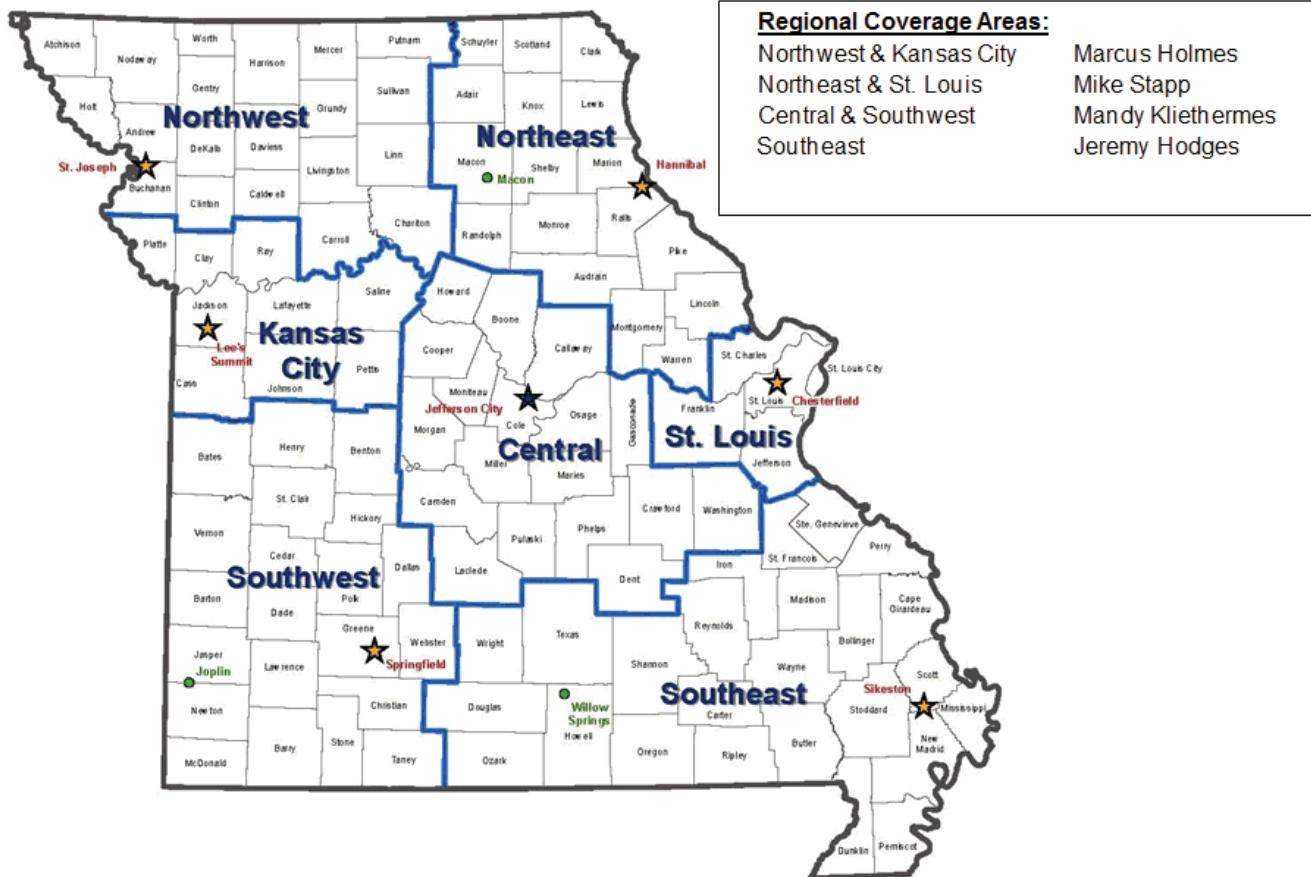 Regional Coverage Areas:
Northwest & Kansas City Marcus Holmes
Northeast & St. Louis Mike Stapp
Central & Southwest Mandy Kliethermes
Southeast Jeremy Hodges
Atchison
Nodaway
Worth
Harrison
Mercer
Putnam
Schuyler
Scotland
Clark
Gentry
Sullivan
Adair
Knox
Lewis
Holt
Andrew
Grundy
Northwest
Northeast
DeKalb
Daviess
Linn
Macon
Shelby
Marion
Hannibal
St. Joseph
Livingston
Macon
Buchanan
Clinton
Caldwell
Chariton
Randolph
Monroe
Ralls
Platte
Clay
Ray
Carroll
Pike
Audrain
Saline
Howard
Boone
Lincoln
Jackson
Lafayette
Montgomery
Callaway
Kansas
City
Lee's
Summit
Cooper
Warren
St. Charles
St. Louis City
Cass
Johnson
Pettis
Moniteau
Jefferson City
Franklin
St. Louis
Chesterfield
Gasconade
Osage
Cole
Morgan
Central
St. Louis
Henry
Benton
Bates
Miller
Maries
Jefferson
St. Clair
Camden
Crawford
Washington
Hickory
Vernon
Pulaski
Phelps
Ste. Genevieve
Perry
Cedar
Dallas
Laclede
Dent
Iron
St. Francois
Southwest
Barton
Dade
Polk
Madison
Cape
Girardeau
Greene
Webster
Wright
Texas
Reynolds
Bollinger
Jasper
Joplin
Lawrence
Springfield
Shannon
Wayne
Scott
Southeast
Sikeston
Newton
Christian
Douglas
Willow
Springs
Howell
Carter
Stoddard
Mississippi
New
Madrid
McDonald
Barry
Stone
Taney
Ozark
Oregon
Ripley
Butler
Dunklin
Pemiscot